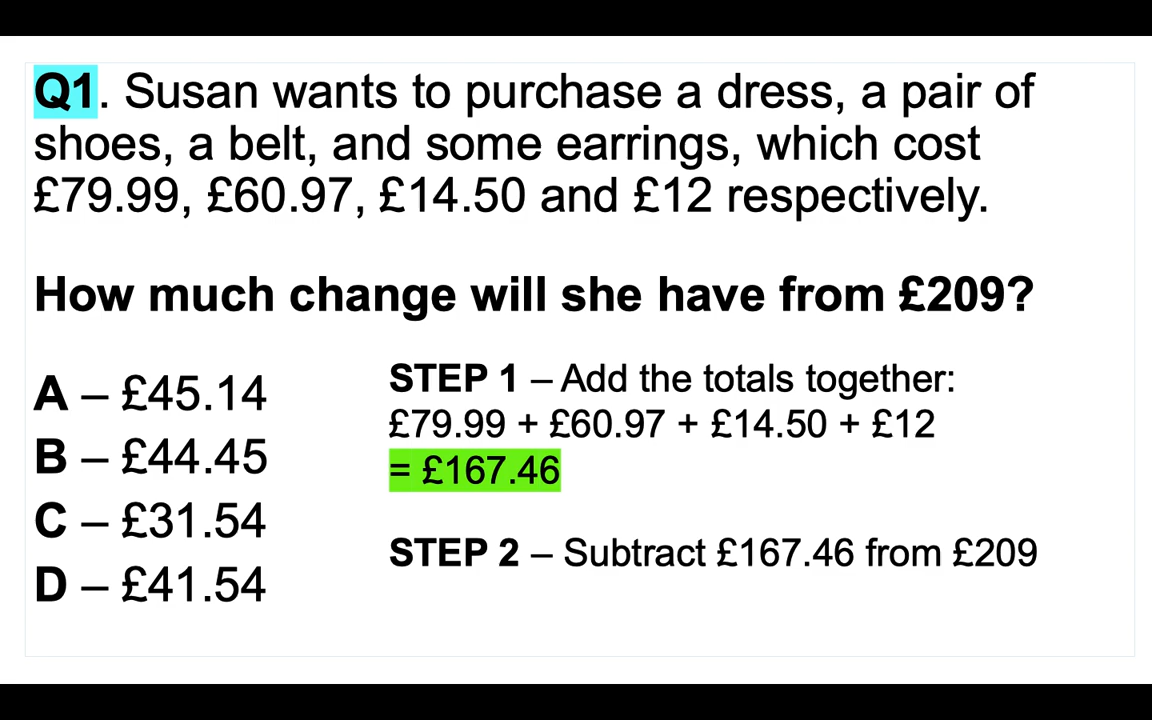 Q1. Susan wants to purchase a dress, a pair of
shoes, a belt, and some earrings, which cost
£79.99, £60.97, £14.50 and £12 respectively.
How much change will she have from £209?
A – £45.14
B – £44.45
C – £31.54
D – £41.54
STEP 1 – Add the totals together:
£79.99 + £60.97 + £14.50 + £12
= £167.46
STEP 2 – Subtract £167.46 from £209